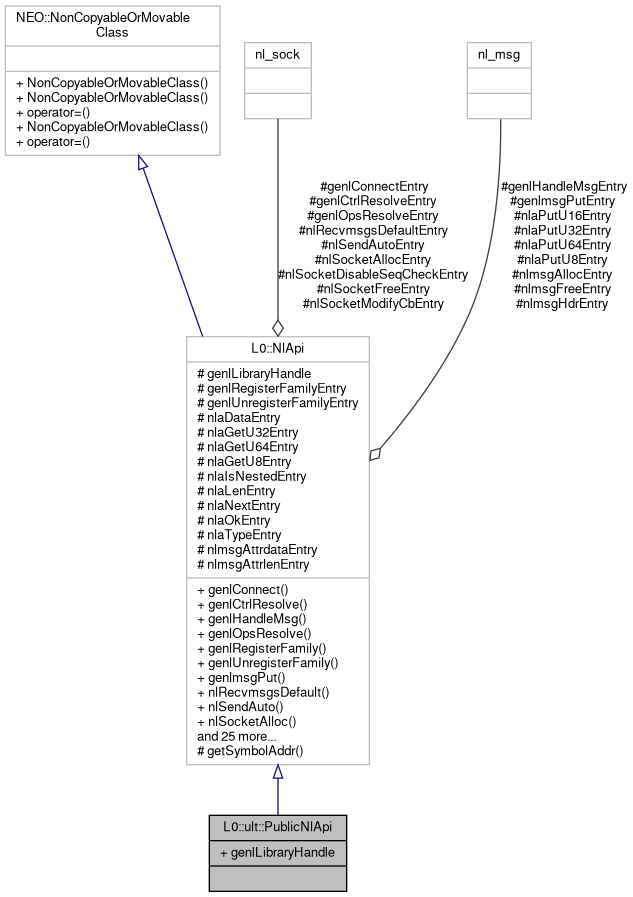 NEO::NonCopyableOrMovable
Class
+ NonCopyableOrMovableClass()
+ NonCopyableOrMovableClass()
+ operator=()
+ NonCopyableOrMovableClass()
+ operator=()
nl_sock
nl_msg
#genlConnectEntry
#genlCtrlResolveEntry
#genlOpsResolveEntry
#nlRecvmsgsDefaultEntry
#nlSendAutoEntry
#nlSocketAllocEntry
#nlSocketDisableSeqCheckEntry
#nlSocketFreeEntry
#nlSocketModifyCbEntry
#genlHandleMsgEntry
#genlmsgPutEntry
#nlaPutU16Entry
#nlaPutU32Entry
#nlaPutU64Entry
#nlaPutU8Entry
#nlmsgAllocEntry
#nlmsgFreeEntry
#nlmsgHdrEntry
L0::NlApi
# genlLibraryHandle
# genlRegisterFamilyEntry
# genlUnregisterFamilyEntry
# nlaDataEntry
# nlaGetU32Entry
# nlaGetU64Entry
# nlaGetU8Entry
# nlaIsNestedEntry
# nlaLenEntry
# nlaNextEntry
# nlaOkEntry
# nlaTypeEntry
# nlmsgAttrdataEntry
# nlmsgAttrlenEntry
+ genlConnect()
+ genlCtrlResolve()
+ genlHandleMsg()
+ genlOpsResolve()
+ genlRegisterFamily()
+ genlUnregisterFamily()
+ genlmsgPut()
+ nlRecvmsgsDefault()
+ nlSendAuto()
+ nlSocketAlloc()
and 25 more...
# getSymbolAddr()
L0::ult::PublicNlApi
+ genlLibraryHandle